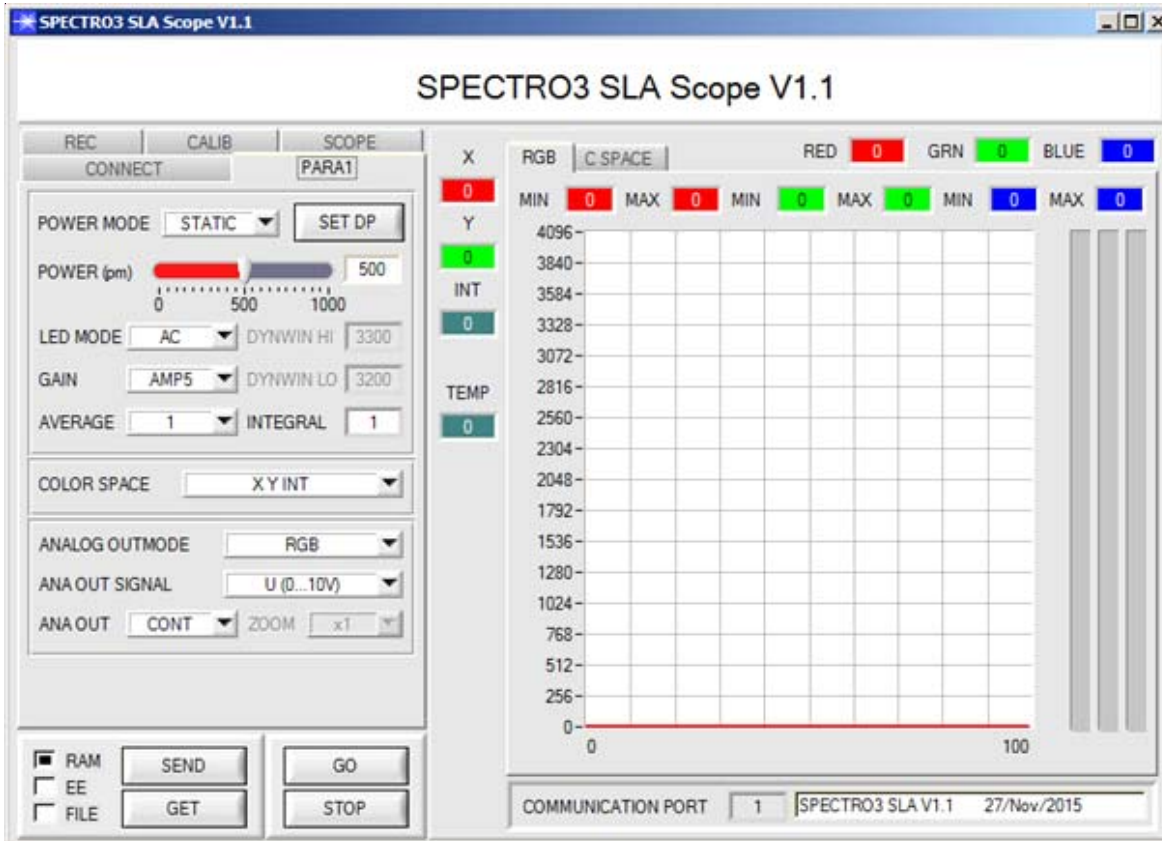 SPECTRO3 SLA Scope V1.1
SPECTRO3 SLA Scope V1.1
REC CALIB SCOPE
CONNECT PARA1
POWER MODE STATIC SET DP
POWER (pm) 500
0 500 1000
LED MODE AC DYNWIN HI 3300
GAIN AMP5 DYNWIN LO 3200
AVERAGE 1 INTEGRAL 1
COLOR SPACE X Y INT
ANALOG OUTMODE RGB
ANA OUT SIGNAL U (0...10V)
ANA OUT CONT ZOOM x1
RAM SEND GO
EE
FILE GET STOP
X
0
Y
0
INT
0
TEMP
0
RGB C SPACE RED 0 GRN 0 BLUE 0
MIN 0 MAX 0 MIN 0 MAX 0 MIN 0 MAX 0
4096
3840
3584
3328
3072
2816
2560
2304
2048
1792
1536
1280
1024
768
512
256
0
0 100
COMMUNICATION PORT 1 SPECTRO3 SLA V1.1 27/Nov/2015